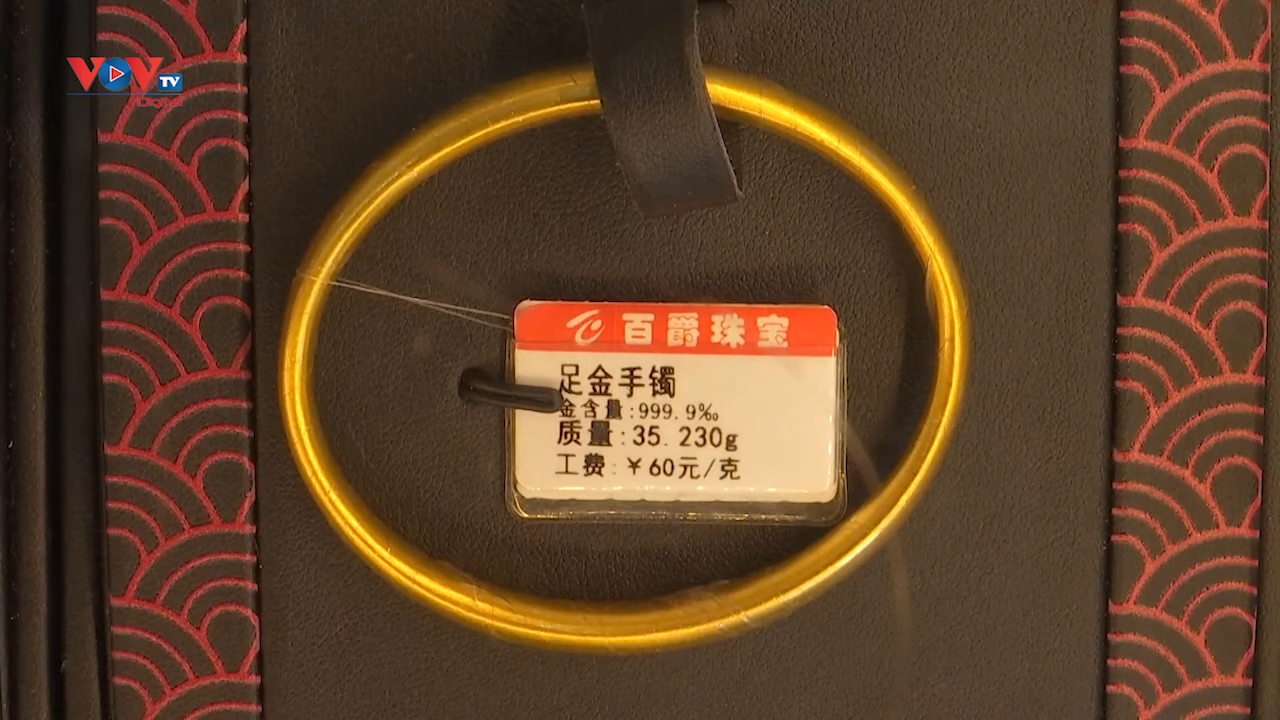 VOV TV
Digital
百爵珠宝
足金手镯
金含量:999.9‰
质量:35.230g
工费:¥60元/克